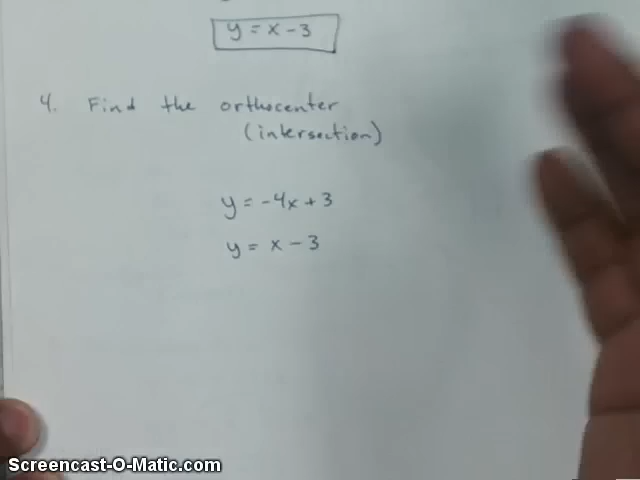 y = x - 3
4. Find the orthocenter
(intersection)
y = -4x + 3
y = x - 3
Screencast-O-Matic.com